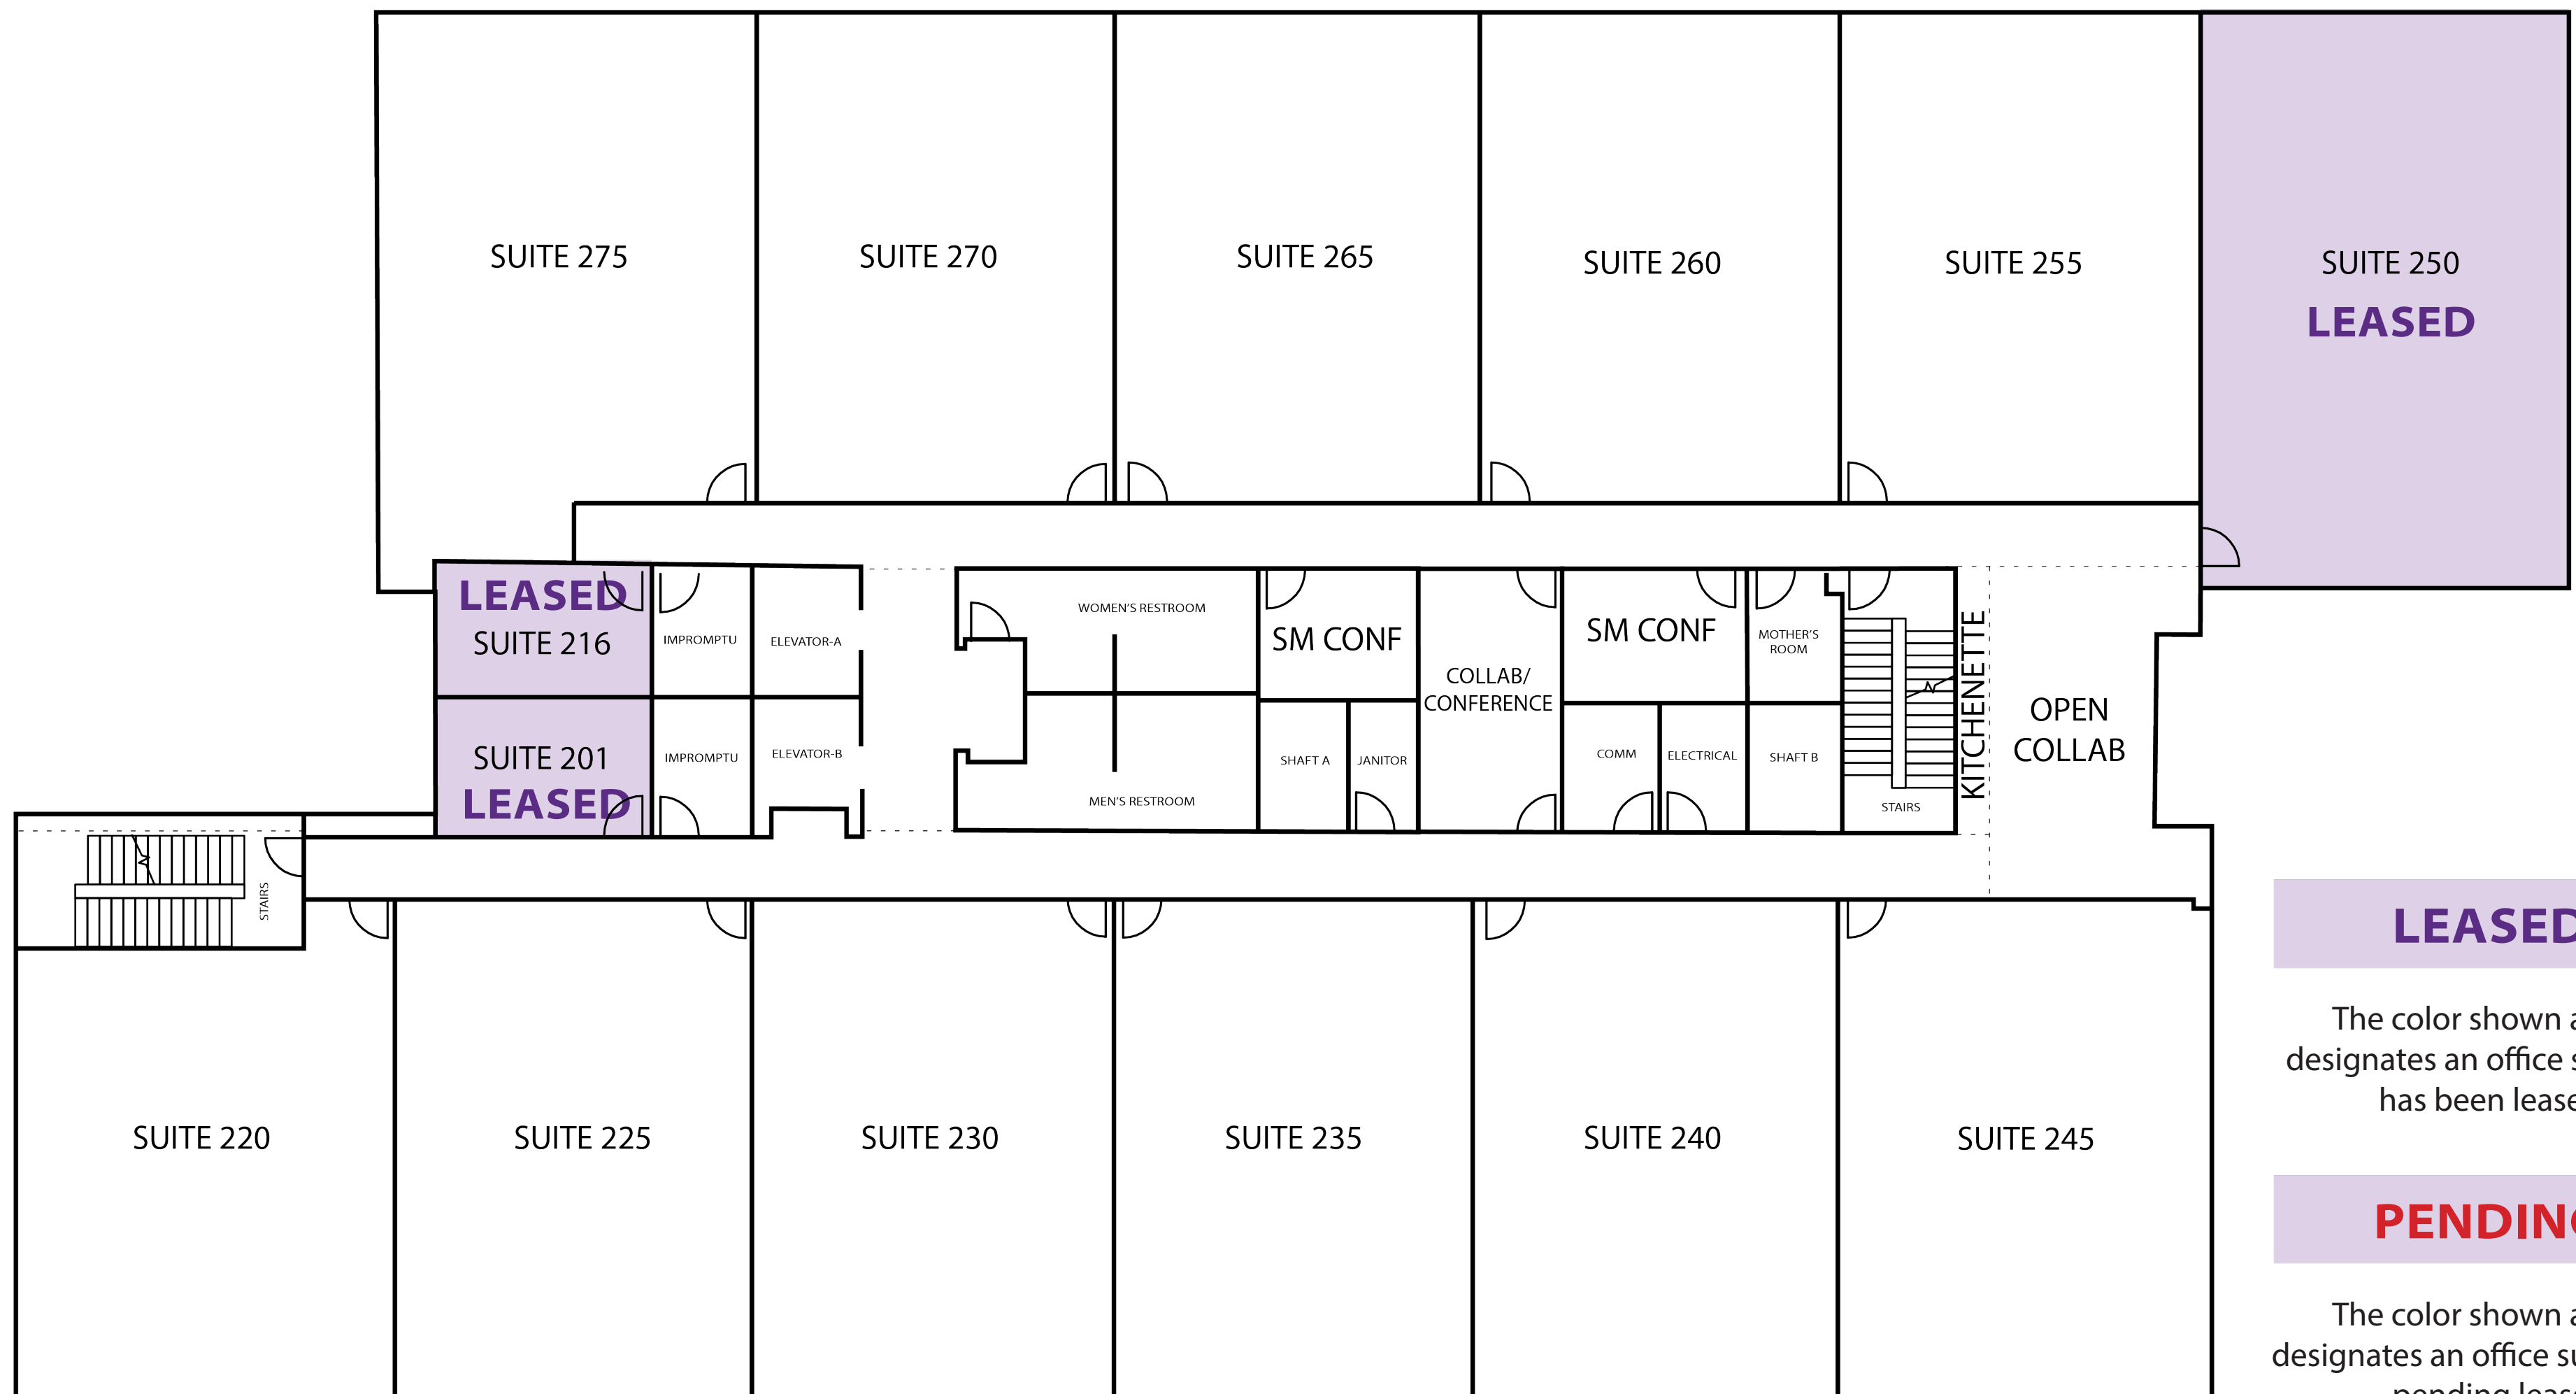 SUITE 275
SUITE 270
SUITE 265
SUITE 260
SUITE 255
SUITE 250
LEASED
LEASED
SUITE 216
IMPROMPTU
ELEVATOR-A
WOMEN'S RESTROOM
SM CONF
COLLAB/
CONFERENCE
SM CONF
MOTHER'S
ROOM
KITCHENETTE
OPEN
COLLAB
SUITE 201
LEASED
IMPROMPTU
ELEVATOR-B
MEN'S RESTROOM
SHAFT A
JANITOR
COMM
ELECTRICAL
SHAFT B
STAIRS
STAIRS
SUITE 220
SUITE 225
SUITE 230
SUITE 235
SUITE 240
SUITE 245
LEASED
The color shown
designates an office
has been
PENDING
The color shown
designates an office
pending